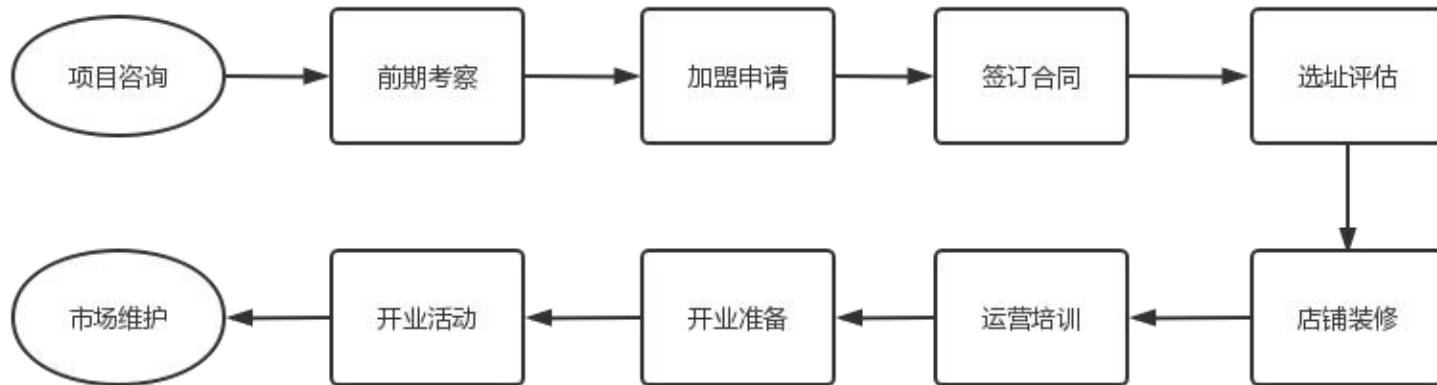 项目咨询
前期考察
加盟申请
签订合同
选址评估
店铺装修
运营培训
开业准备
开业活动
市场维护